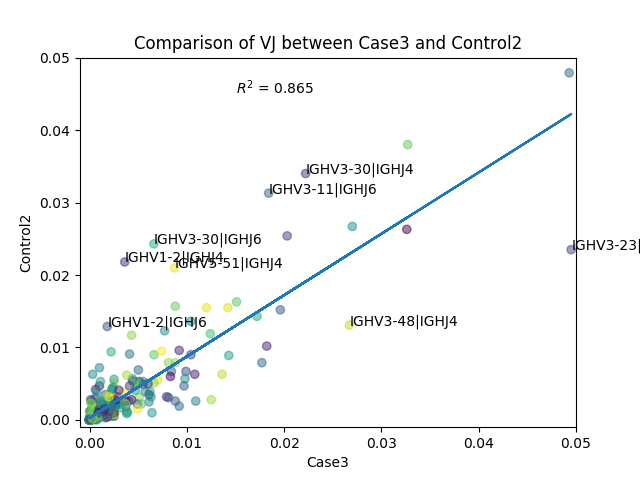 Comparison of VJ between Case3 and Control2
0.05
R² = 0.865
0.04
IGHV3-30|IGHJ4
IGHV3-11|IGHJ6
0.03
IGHV3-30|IGHJ6
IGHV3-23|
IGHV1-2|IGHJ4
IGHV5-51|IGHJ4
0.02
IGHV1-2|IGHJ6
IGHV3-48|IGHJ4
0.01
0.00
Control2
0.00 0.01 0.02 0.03 0.04 0.05
Case3